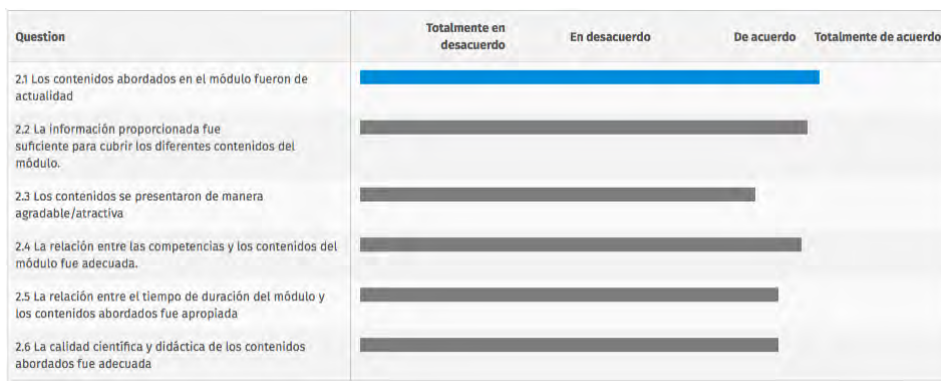 Question
Totalmente en
desacuerdo
En desacuerdo
De acuerdo
Totalmente de acuerdo
2.1 Los contenidos abordados en el módulo fueron de
actualidad
2.2 La información proporcionada fue
suficiente para cubrir los diferentes contenidos del
módulo.
2.3 Los contenidos se presentaron de manera
agradable/atractiva
2.4 La relación entre las competencias y los contenidos del
módulo fue adecuada.
2.5 La relación entre el tiempo de duración del módulo y
los contenidos abordados fue apropiada
2.6 La calidad científica y didáctica de los contenidos
abordados fue adecuada